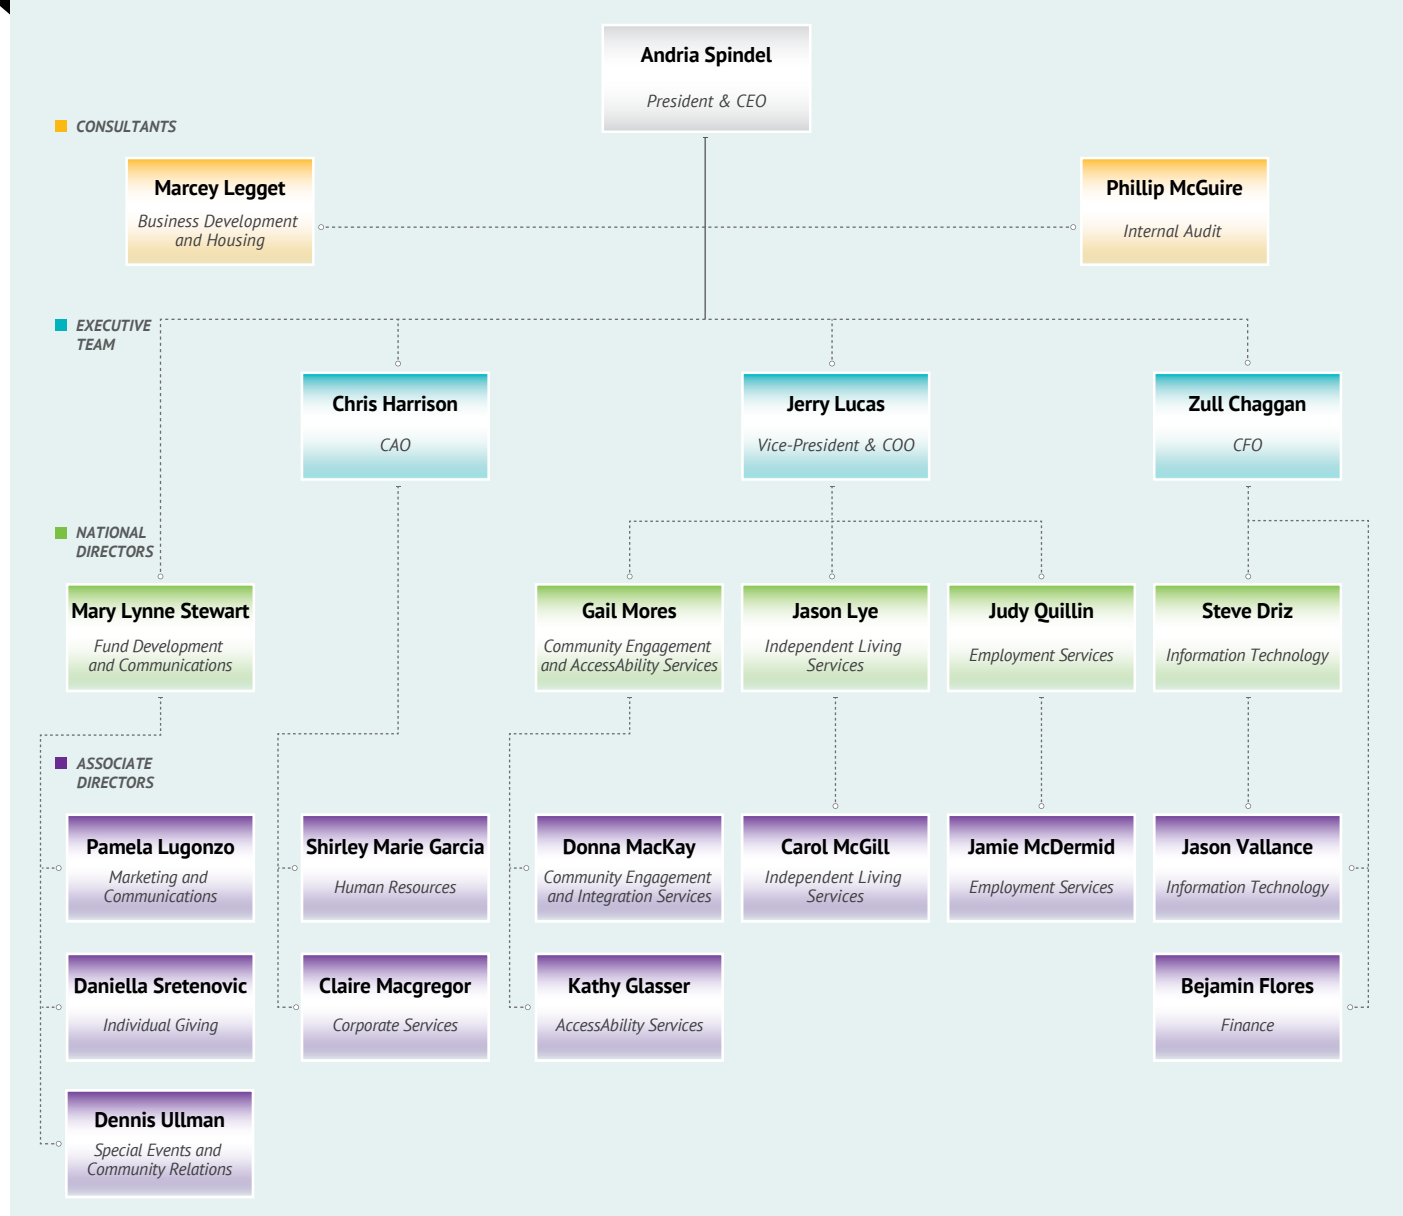 Andria Spindel
President & CEO
CONSULTANTS
Marcey Legget
Business Development
and Housing
Phillip McGuire
Internal Audit
EXECUTIVE
TEAM
Chris Harrison
CAO
Jerry Lucas
Vice-President & COO
Zull Chaggan
CFO
NATIONAL
DIRECTORS
Mary Lynne Stewart
Fund Development
and Communications
Gail Mores
Community Engagement
and AccessAbility Services
Jason Lye
Independent Living
Services
Judy Quillin
Employment Services
Steve Driz
Information Technology
ASSOCIATE
DIRECTORS
Pamela Lugonzo
Marketing and
Communications
Shirley Marie Garcia
Human Resources
Donna MacKay
Community Engagement
and Integration Services
Carol McGill
Independent Living
Services
Jamie McDermid
Employment Services
Jason Vallance
Information Technology
Daniella Sretenovic
Individual Giving
Claire Macgregor
Corporate Services
Kathy Glasser
AccessAbility Services
Bejamin Flores
Finance
Dennis Ullman
Special Events and
Community Relations